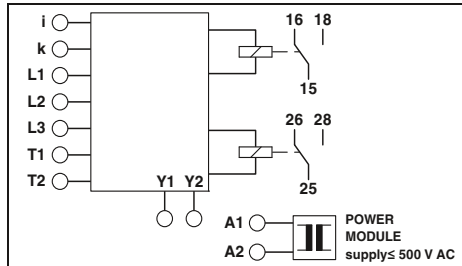 i
k
L1
L2
L3
T1
T2
Y1 Y2
16 18
15
26 28
25
A1
A2
POWER
MODULE
supply≤ 500 V AC